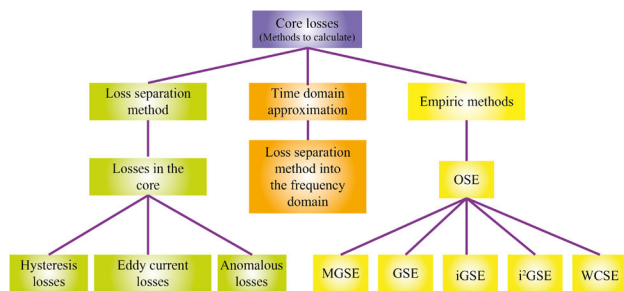 Core losses
(Methods to calculate)
Loss separation
method
Time domain
approximation
Empiric methods
Losses in the
core
Loss separation
method into
the frequency
domain
OSE
Hysteresis
losses
Eddy current
losses
Anomalous
losses
MGSE
GSE
iGSE
i²GSE
WCSE